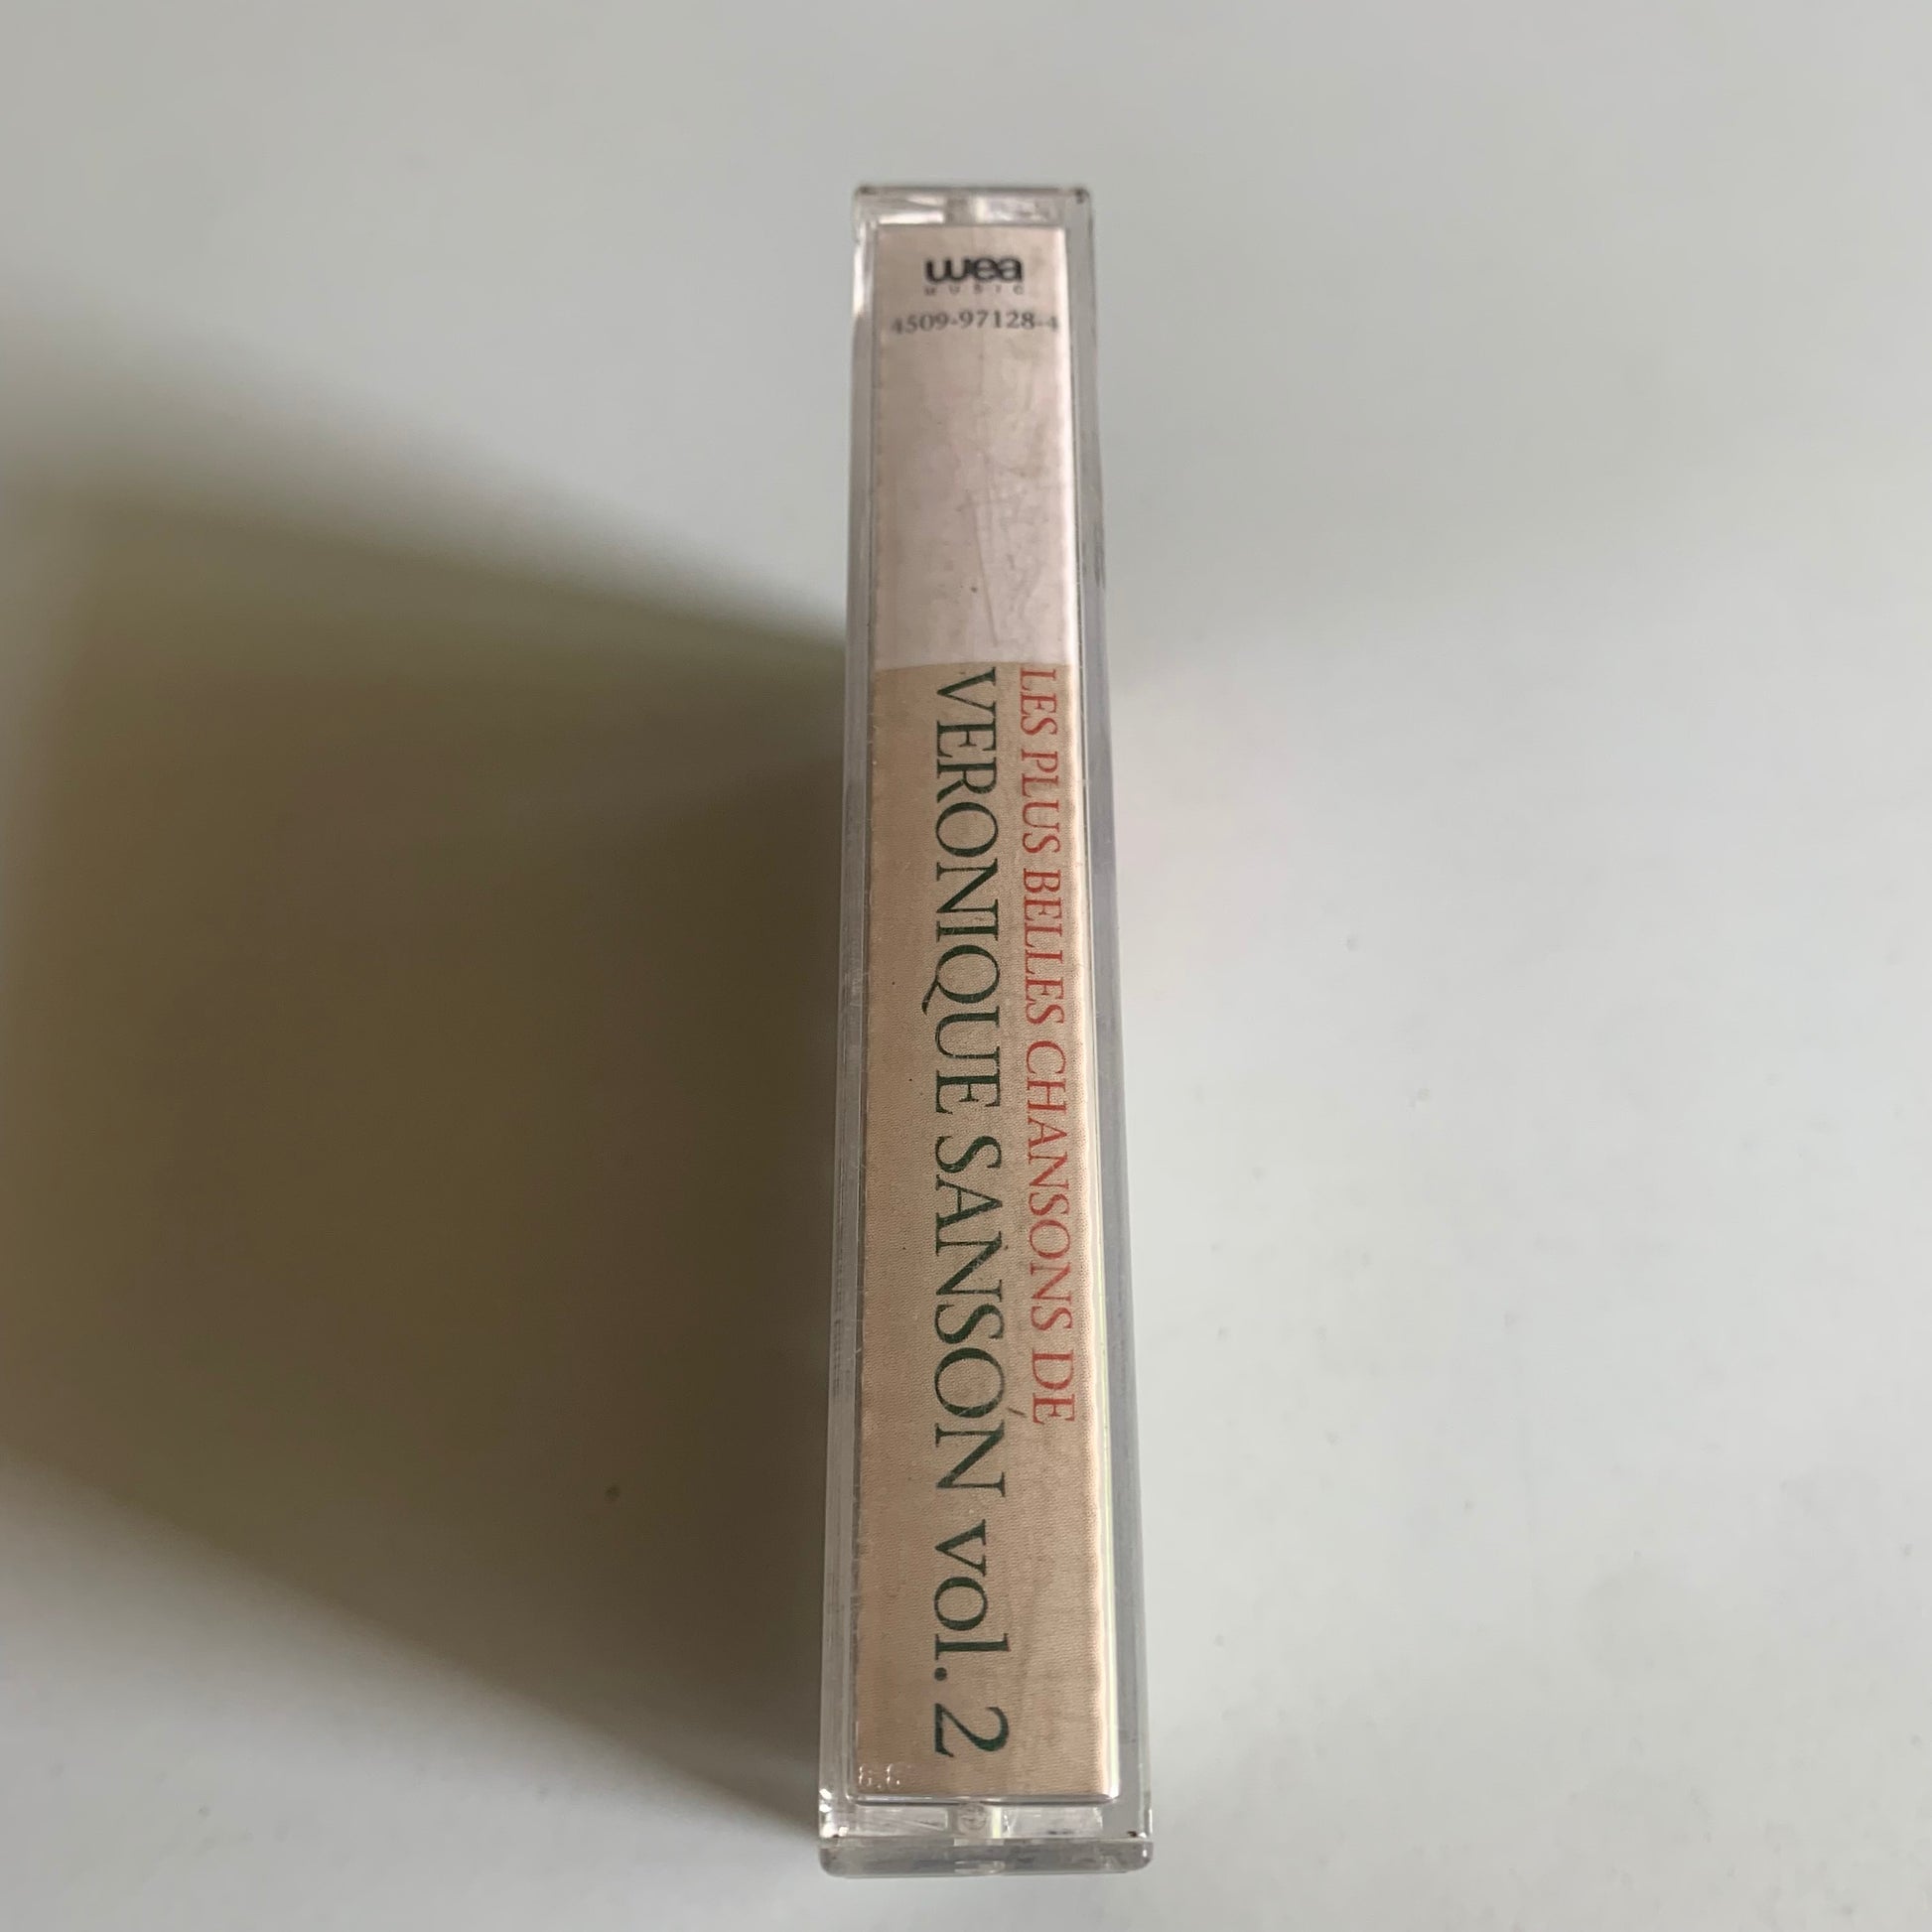 wea
MUSIC
4509-97128-4
LES PLUS BELLES CHANSONS DE
VERONIQUE SANSON vol. 2